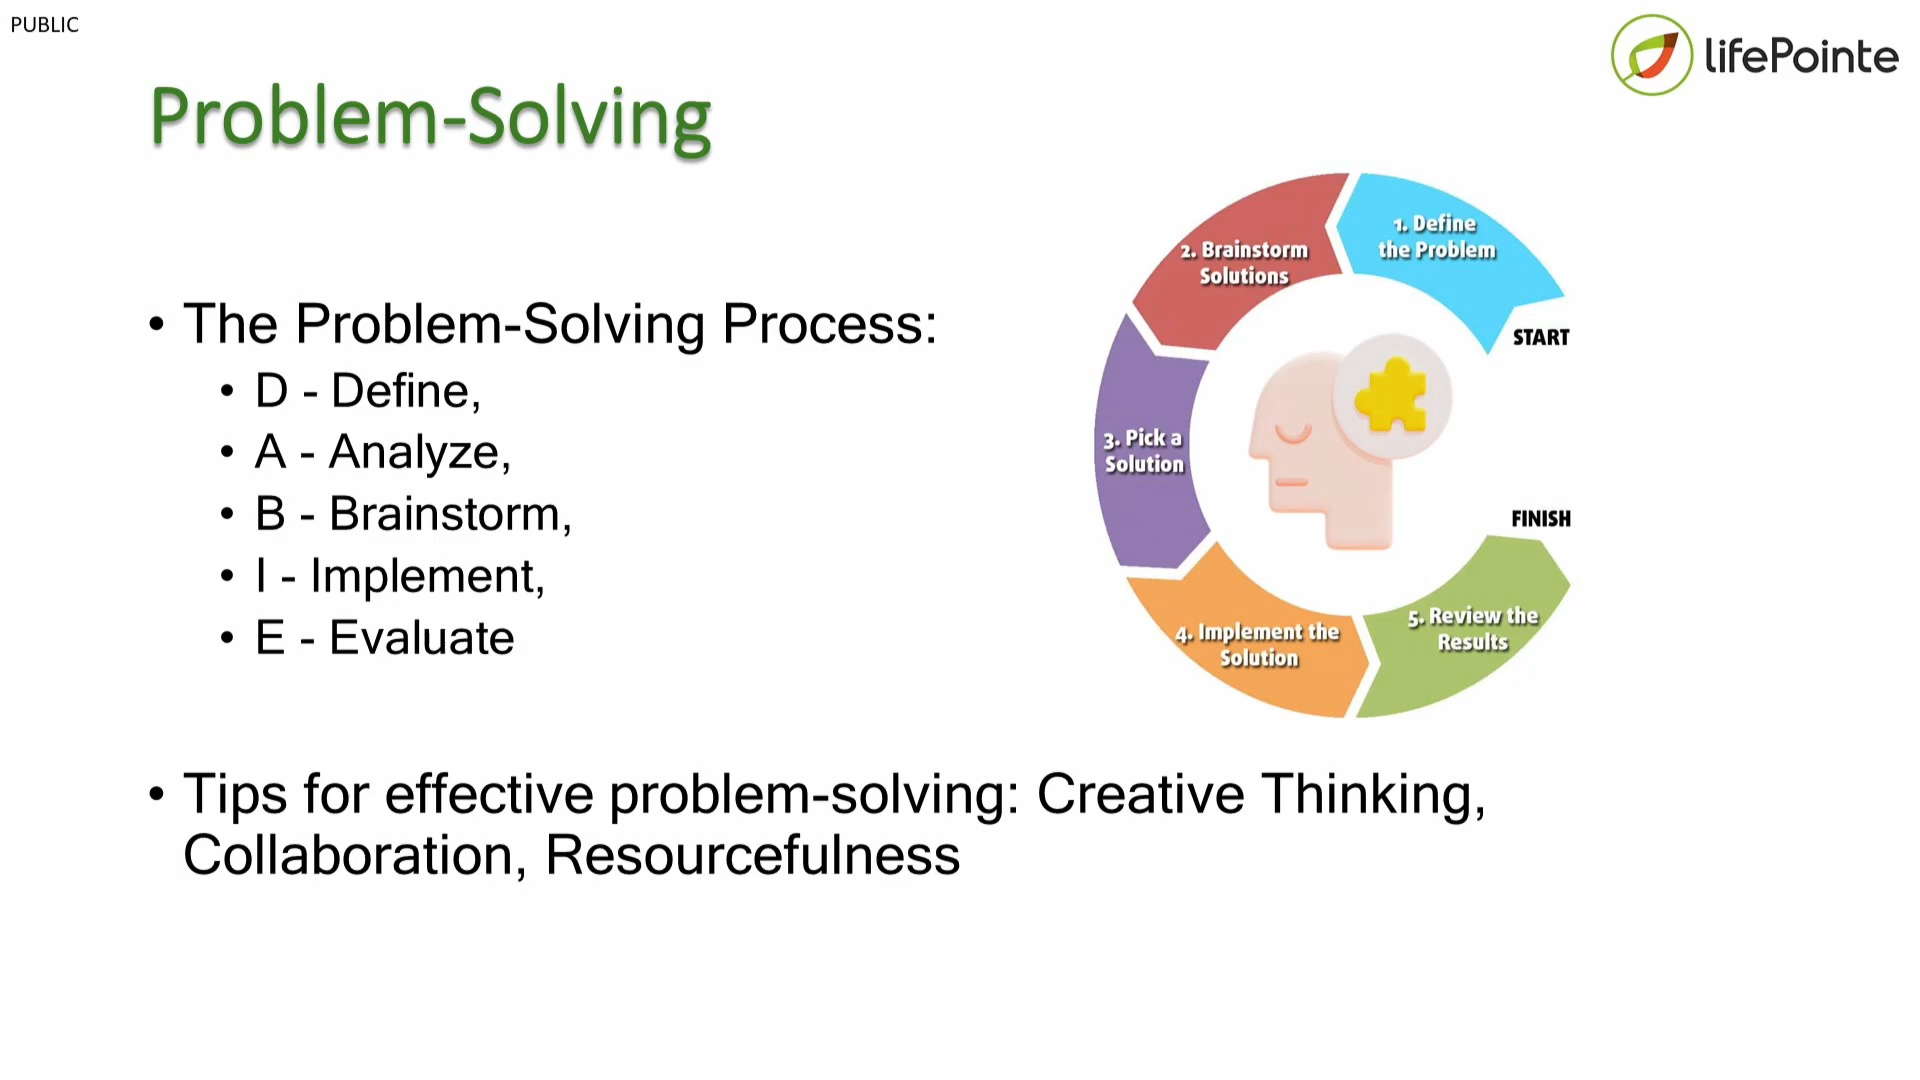 PUBLIC
lifePointe
Problem-Solving
• The Problem-Solving Process:
• D - Define,
• A - Analyze,
• B - Brainstorm,
• I - Implement,
• E - Evaluate
1. Define
the Problem
2. Brainstorm
Solutions
3. Pick a
Solution
4. Implement the
Solution
5. Review the
Results
START
FINISH
• Tips for effective problem-solving: Creative Thinking,
Collaboration, Resourcefulness